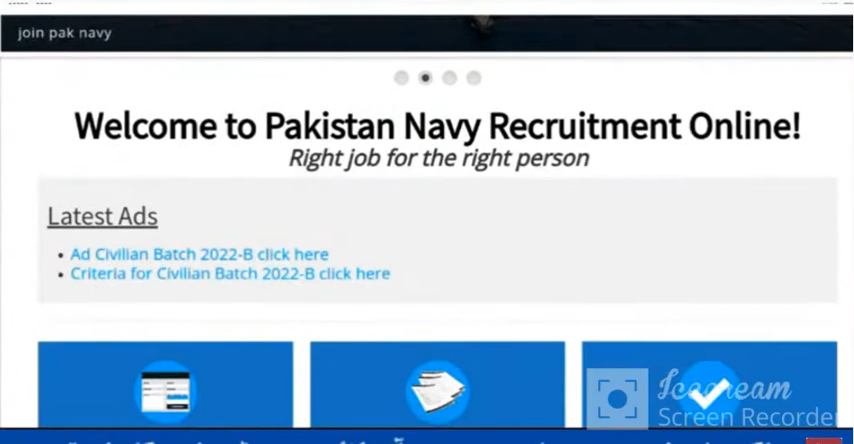 join pak navy
Welcome to Pakistan Navy Recruitment Online!
Right job for the right person
Latest Ads
• Ad Civilian Batch 2022-B click here
• Criteria for Civilian Batch 2022-B click here
Icecream
Screen Recorder